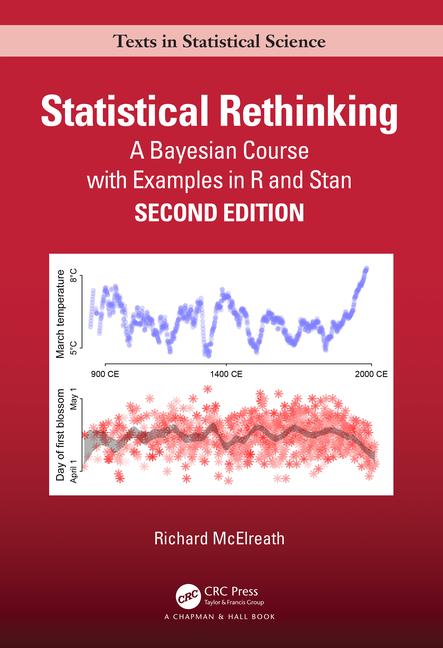 Texts in Statistical Science
Statistical Rethinking
A Bayesian Course
with Examples in R and Stan
SECOND EDITION
March temperature
8°C
5°C
900 CE
1400 CE
2000 CE
Day of first blossom
May 1
April 1
Richard McElreath
CRC
CRC Press
Taylor & Francis Group
A CHAPMAN & HALL BOOK